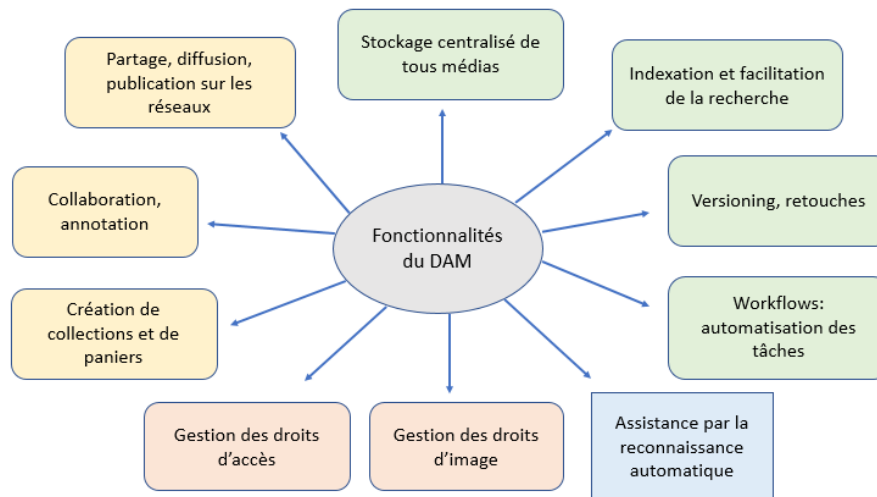 Stockage centralisé de
tous médias
Partage, diffusion,
publication sur les
réseaux
Indexation et facilitation
de la recherche
Collaboration,
annotation
Versioning, retouches
Fonctionnalités
du DAM
Création de
collections et de
paniers
Workflows:
automatisation des
tâches
Gestion des droits
d’accès
Gestion des droits
d’image
Assistance par la
reconnaissance
automatique